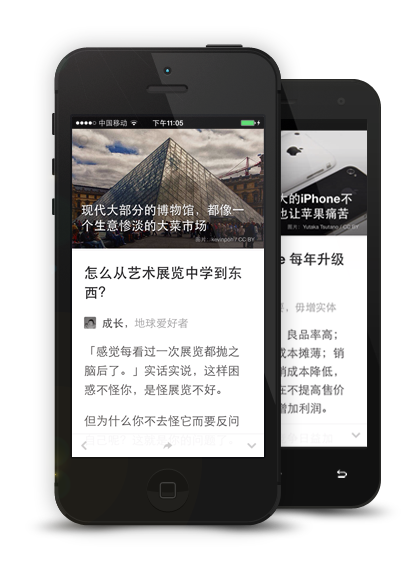 中国移动
下午11:05
现代大部分的博物馆，都像一
个生意惨淡的大菜市场
图片：keyinpoh / CC BY
怎么从艺术展览中学到东
西？
成长，地球爱好者
「感觉每看过一次展览都抛之
脑后了。」实话实说，这样困
惑不怪你，是怪展览不好。
但为什么你不去怪它而要反问
大的iPhone不
也让苹果痛苦
图片：Yutaka Tsutano / CC BY
e 每年升级
，毋增实体
良品率高；
成本摊薄；销
销成本降低，
在不提高售价
增加利润。